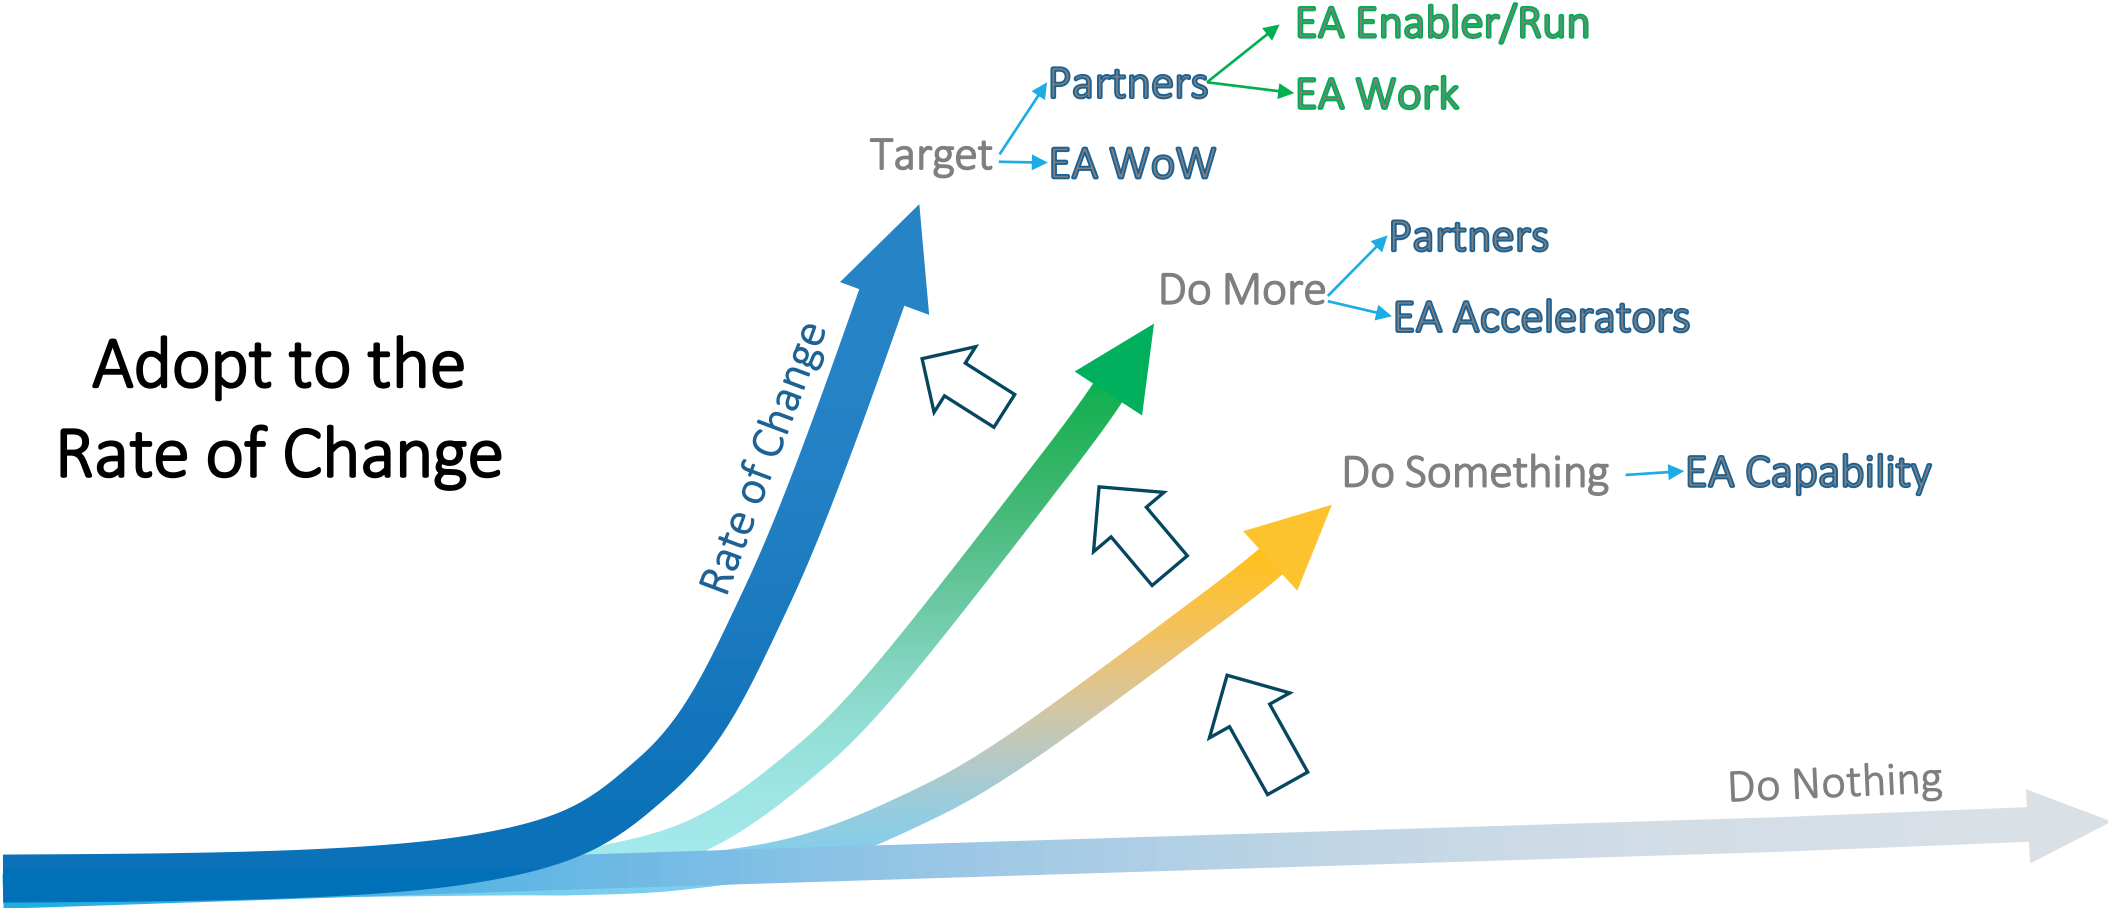 EA Enabler/Run
Partners
EA Work
Target
EA WoW
Partners
Do More
EA Accelerators
Adopt to the
Rate of Change
Rate of Change
Do Something
EA Capability
Do Nothing